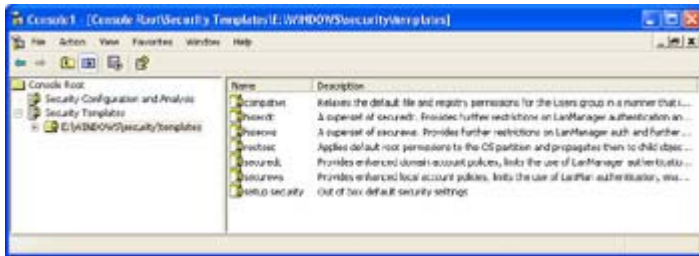 Console1 - [Console Root\Security Templates\E:\WINDOWS\security\templates]
File Action View Favorites Window Help
Console Root
Security Configuration and Analysis
Security Templates
E:\WINDOWS\security\templates
Name Description
compatws Relaxes the default file and registry permissions for the Users group in a manner that i...
hisecdc A superset of securedc. Provides further restrictions on LanManager authentication an...
hisecws A superset of securews. Provides further restrictions on LanManager auth and further ...
rootsec Applies default root permissions to the OS partition and propagates them to child objec...
securedc Provides enhanced domain account policies, limits the use of LanManager authenticatio...
securews Provides enhanced local account policies, limits the use of LanMan authentication, ena...
setup security Out of box default security settings